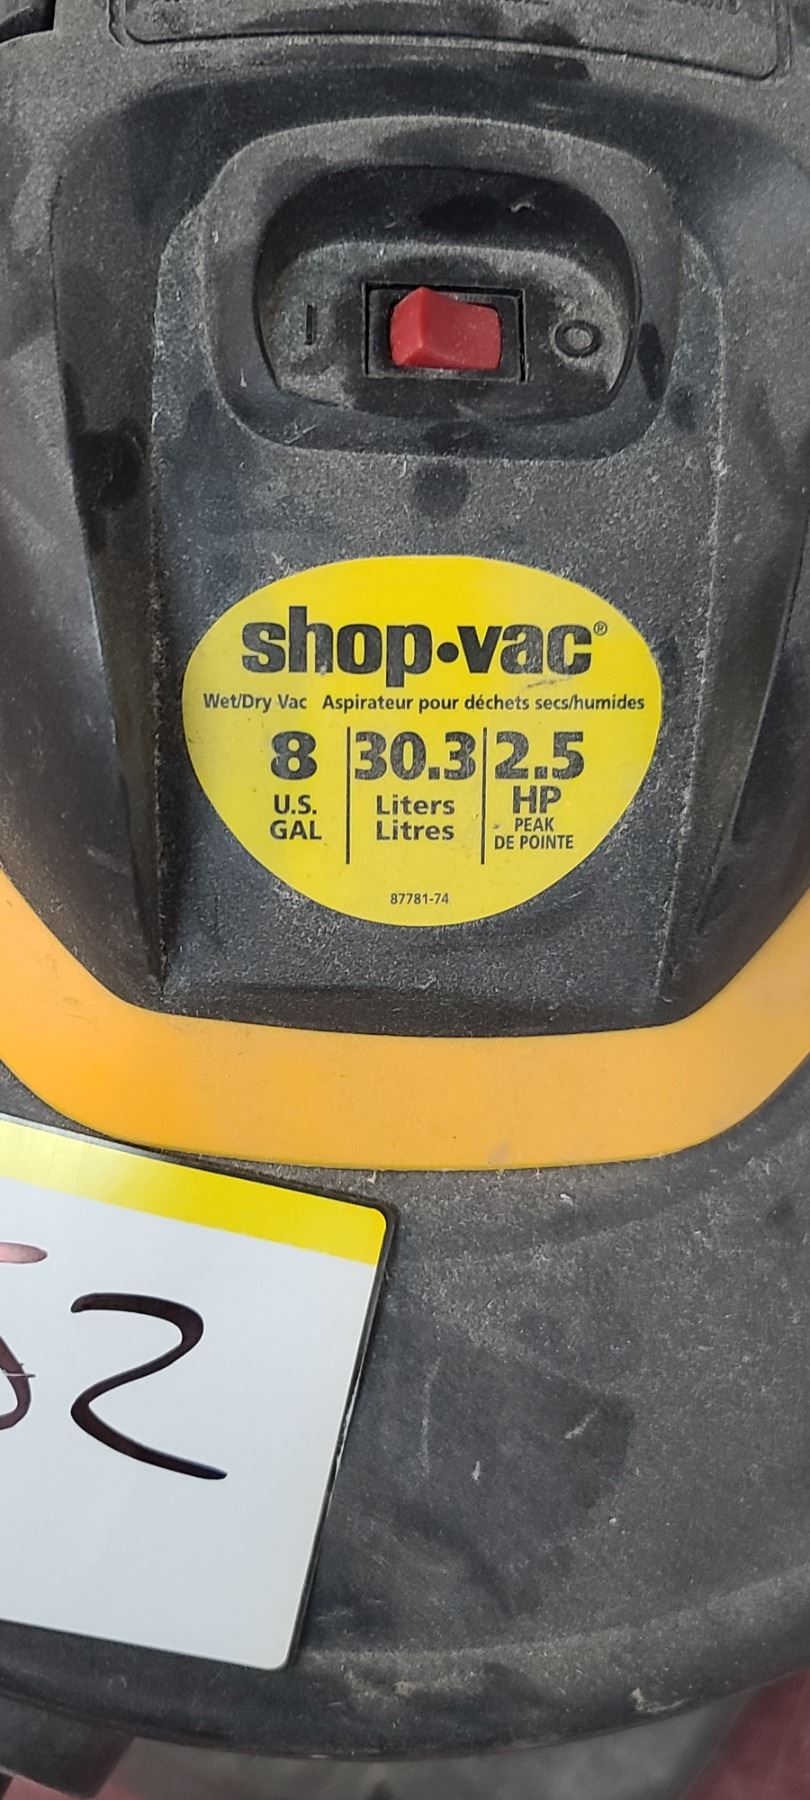 I O
shop•vac®
Wet/Dry Vac Aspirateur pour déchets secs/humides
8 30.3 2.5
U.S. Liters HP
GAL Litres PEAK
DE POINTE
87781-74
52